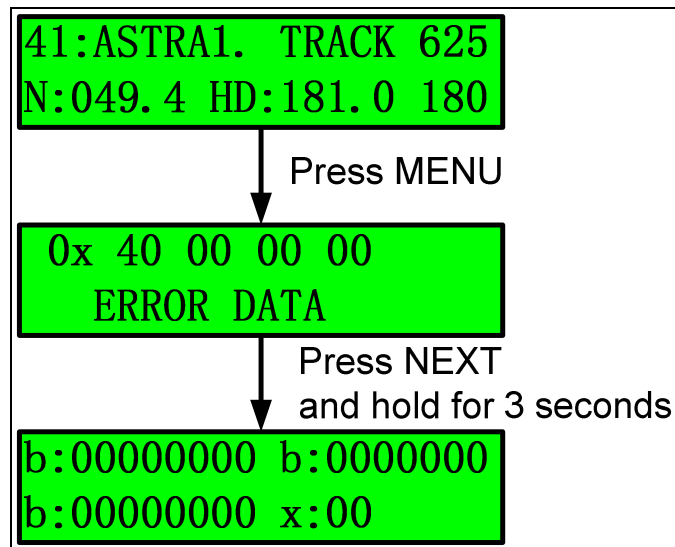 41:ASTRA1. TRACK 625
N:049.4 HD:181.0 180
Press MENU
0x 40 00 00 00
ERROR DATA
Press NEXT
and hold for 3 seconds
b:00000000 b:0000000
b:00000000 x:00